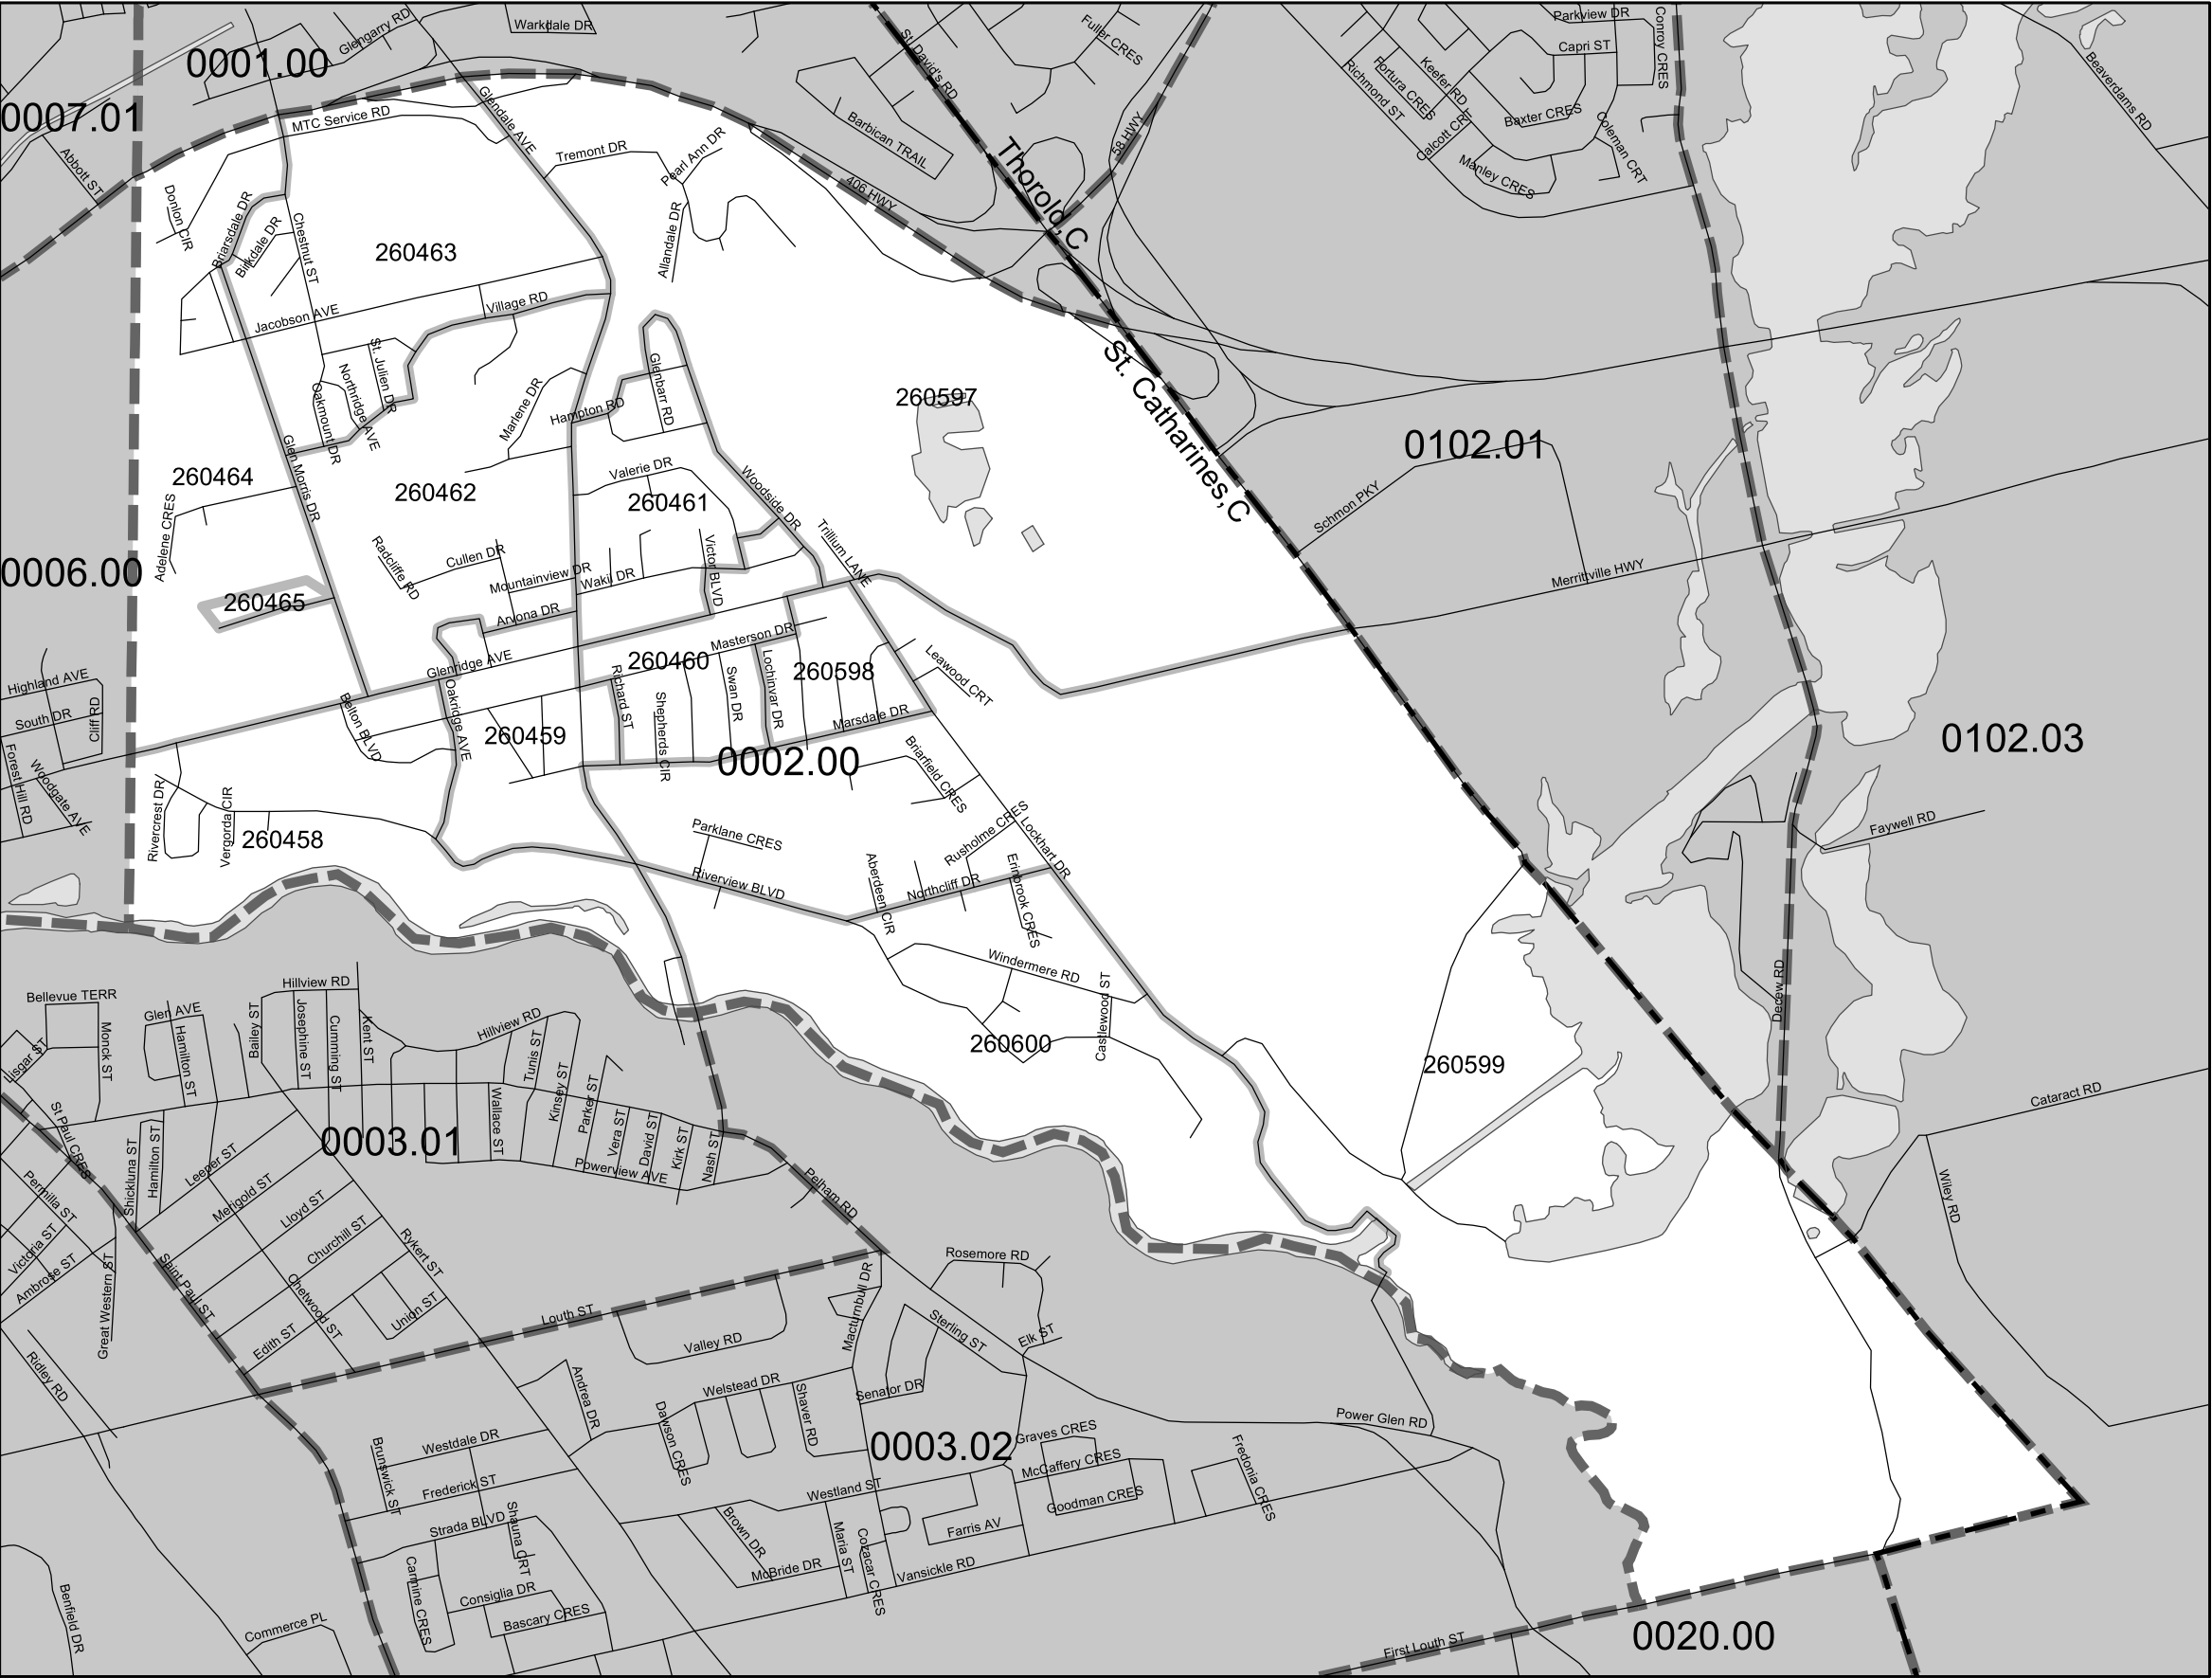 Warkdale DR
Glengarry RD
0001.00
0007.01
Abbott ST
MTC Service RD
Glendale AVE
Tremont DR
Pearl Ann DR
Allandale DR
Donlon CIR
Briarsdale DR
Birkdale DR
Chestnut ST
260463
Jacobson AVE
Village RD
St. David's RD
Fuller CRES
Barbican TRAIL
406 HWY
58 HWY
Thorold, C
St. Catharines, C
Parkview DR
Capri ST
Conroy CRES
Richmond ST
Fortura CRES
Keefer RD
Calcott CRT
Baxter CRES
Coleman CRT
Manley CRES
Beaverdams RD
St. Julien DR
Northridge AVE
Oakmount DR
Marlene DR
Hampton RD
Glenbarr RD
260597
0102.01
Glen Morris DR
260464
260462
Valerie DR
260461
Woodside DR
Trillium LANE
Schmon PKY
Merrittville HWY
Adelene CRES
Radcliffe RD
Cullen DR
Mountainview DR
Wakil DR
Victor BLVD
0006.00
260465
Arvona DR
Masterson DR
Glenridge AVE
260460
260598
Leawood CRT
Highland AVE
South DR
Cliff RD
Forest Hill RD
Woodgate AVE
Belton BLVD
Oakridge AVE
260459
Richard ST
Shepherds CIR
Swan DR
Lochinvar DR
Marsdale DR
0002.00
0102.03
Briarfield CRES
Rivercrest DR
Vergorda CIR
260458
Parklane CRES
Riverview BLVD
Rusholme CRES
Lockhart DR
Aberdeen CIR
Northcliff DR
Erinbrook CRES
Faywell RD
Decew RD
Windermere RD
Castlewood ST
260600
260599
Cataract RD
Wiley RD
Bellevue TERR
Lisgar ST
Monck ST
Glen AVE
Hamilton ST
Bailey ST
Hillview RD
Josephine ST
Cumming ST
Kent ST
Hillview RD
Tunis ST
Kinsey ST
Parker ST
Wallace ST
Vera ST
David ST
Kirk ST
Nash ST
Powerview AVE
0003.01
St Paul CRES
Shickluna ST
Hamilton ST
Leeper ST
Merigold ST
Lloyd ST
Churchill ST
Rykert ST
Permilla ST
Victoria ST
Ambrose ST
Great Western ST
Saint Paul ST
Chetwood ST
Edith ST
Union ST
Pelham RD
Louth ST
Valley RD
Macturnbull DR
Rosemore RD
Sterling ST
Elk ST
Senator DR
Ridley RD
Andrea DR
Welstead DR
Dawson CRES
Shaver RD
0003.02
Graves CRES
McCaffery CRES
Goodman CRES
Power Glen RD
Fredonia CRES
Westdale DR
Brunswick ST
Frederick ST
Westland ST
Strada BLVD
Shauna CRT
Brown DR
McBride DR
Maria ST
Cozacar CRES
Farris AV
Vansickle RD
Carmine CRES
Consiglia DR
Bascary CRES
Benfield DR
Commerce PL
First Louth ST
0020.00